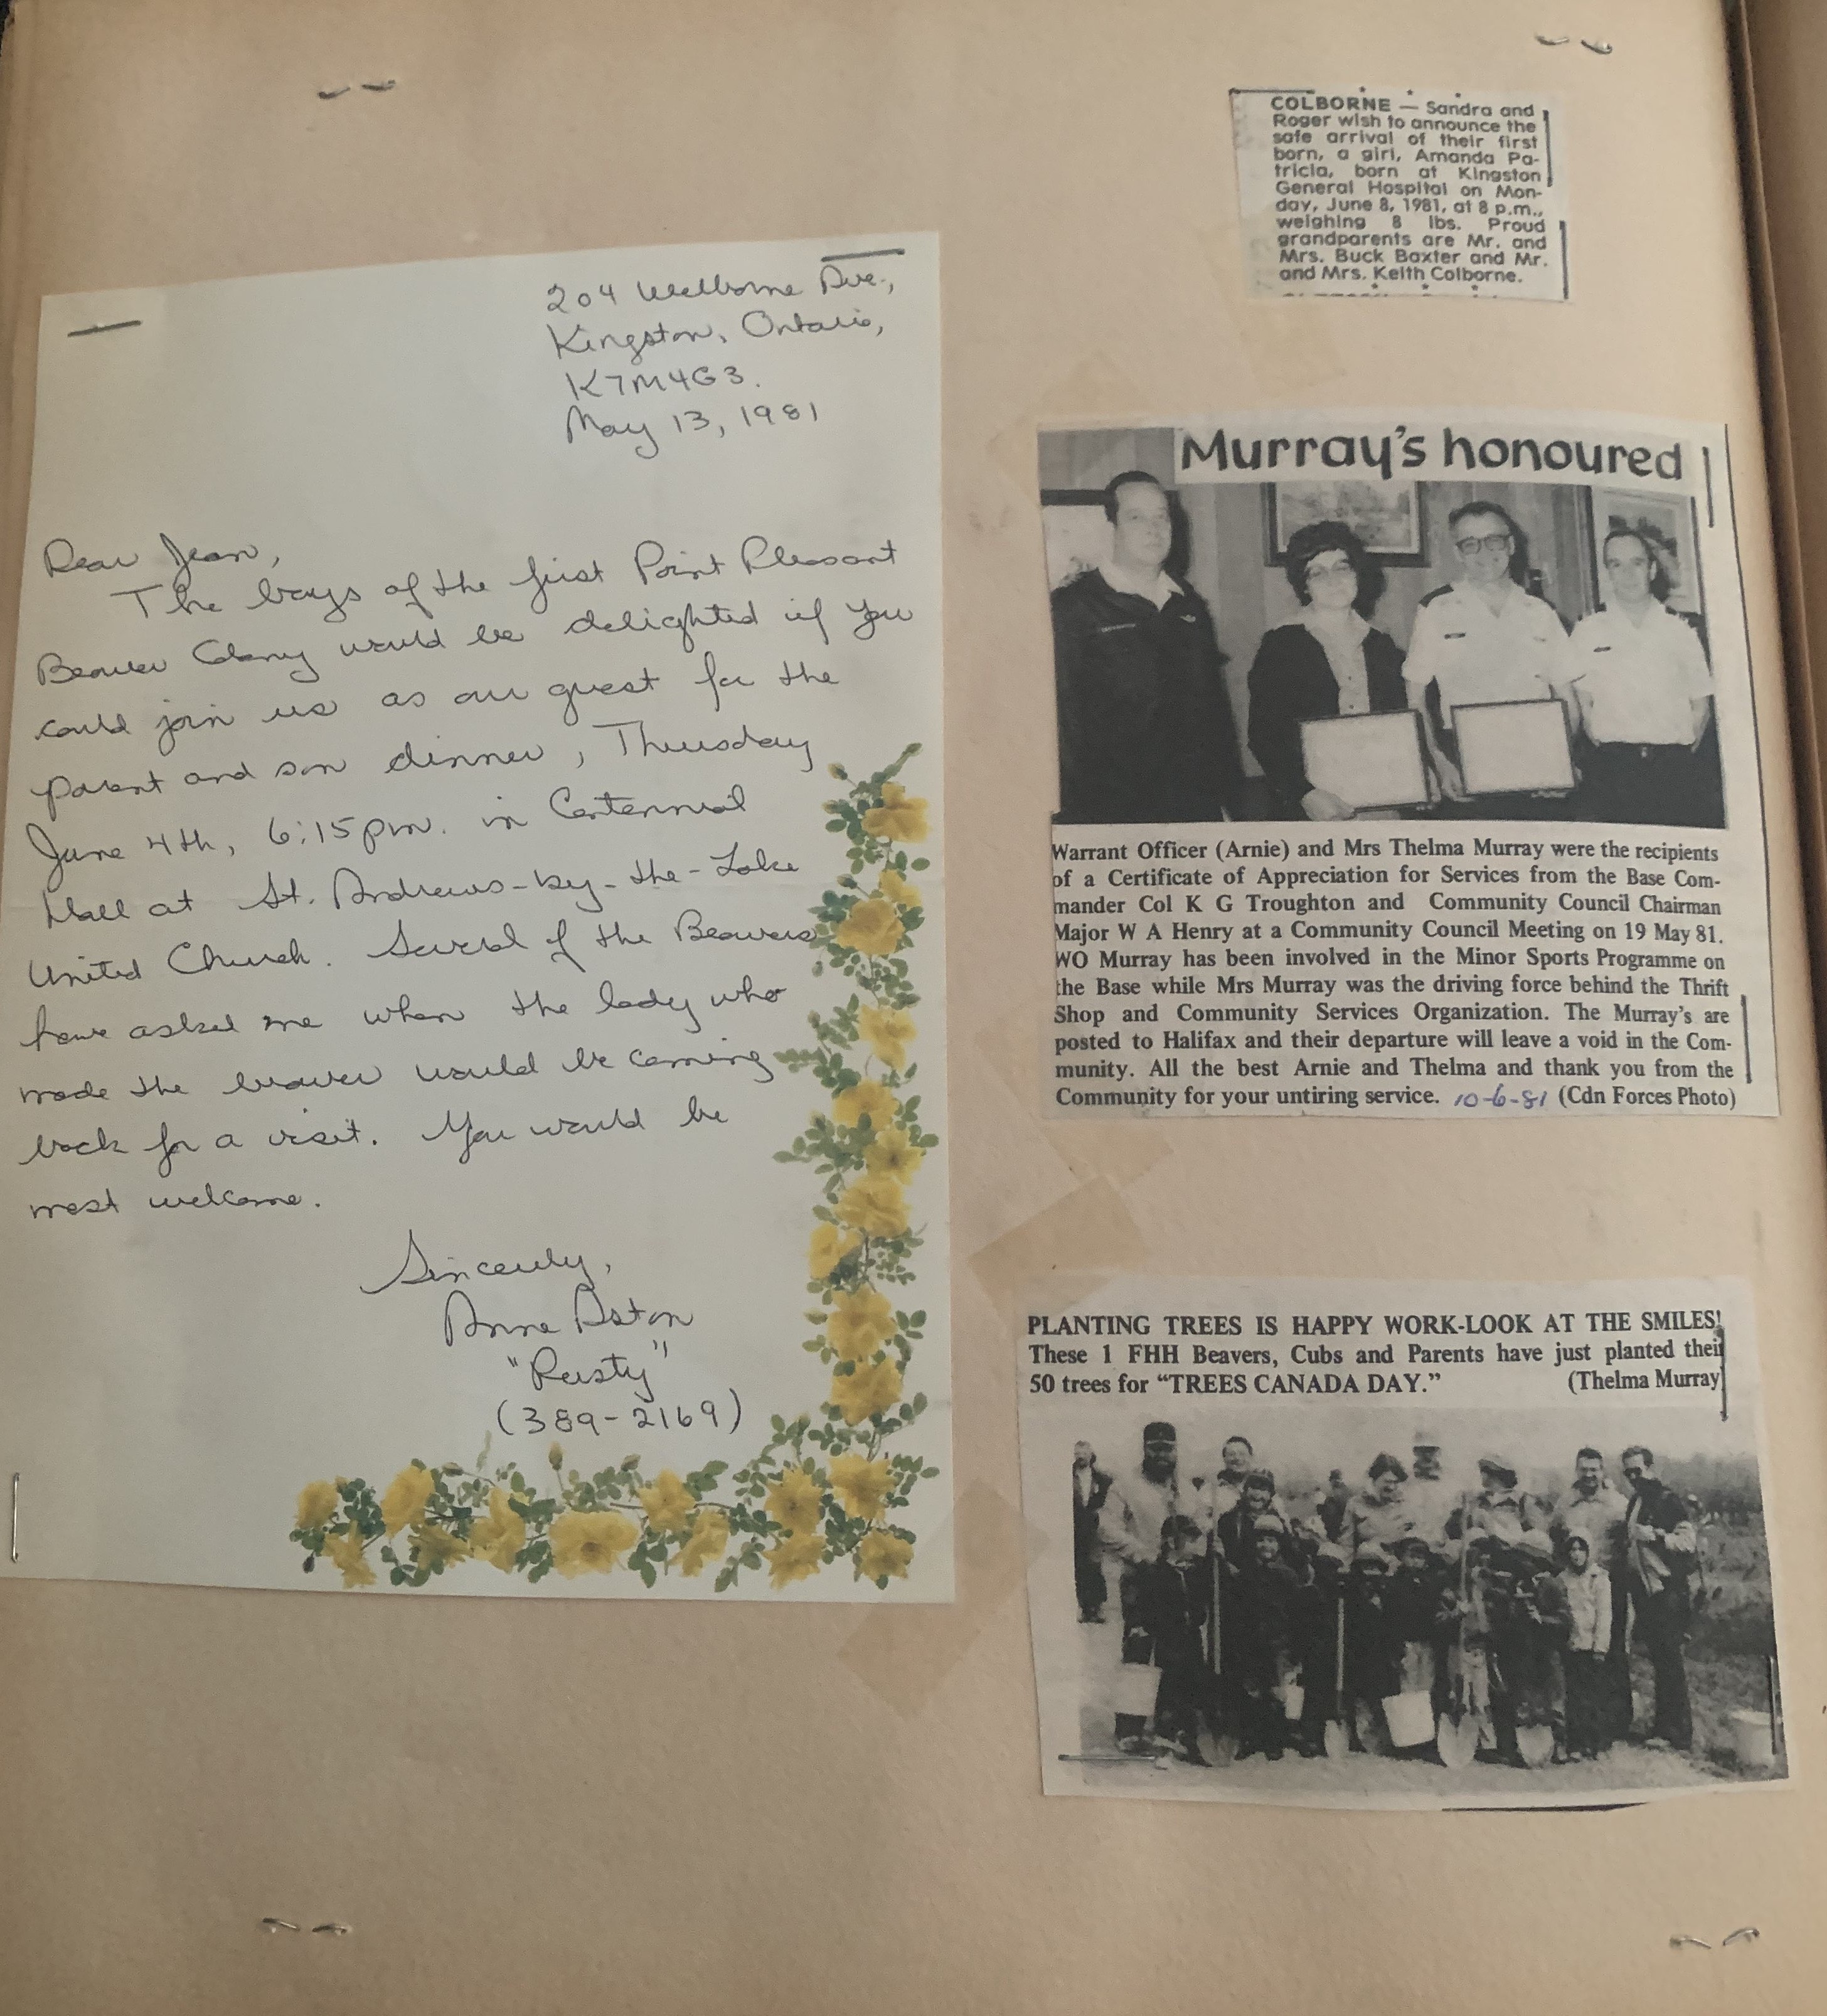 204 Welborne Ave.,
Kingston, Ontario,
K7M4G3.
May 13, 1981
Dear Jean,
The boys of the first Point Pleasant
Beaver Colony would be delighted if you
could join us as our guest for the
parent and son dinner, Thursday
June 4th, 6:15pm. in Centennial
Hall at St. Andrews-by-the-Lake
United Church. Several of the Beavers
have asked me when the lady who
made the beaver would be coming
back for a visit. You would be
most welcome.
Sincerely,
Anne Aston
"Rusty"
(389-2169)
COLBORNE — Sandra and
Roger wish to announce the
safe arrival of their first
born, a girl, Amanda Pa-
tricia, born at Kingston
General Hospital on Mon-
day, June 8, 1981, at 8 p.m.,
weighing 8 lbs. Proud
grandparents are Mr. and
Mrs. Buck Baxter and Mr.
and Mrs. Keith Colborne.
Murray's honoured
Warrant Officer (Arnie) and Mrs Thelma Murray were the recipients
of a Certificate of Appreciation for Services from the Base Com-
mander Col K G Troughton and Community Council Chairman
Major W A Henry at a Community Council Meeting on 19 May 81.
WO Murray has been involved in the Minor Sports Programme on
the Base while Mrs Murray was the driving force behind the Thrift
Shop and Community Services Organization. The Murray's are
posted to Halifax and their departure will leave a void in the Com-
munity. All the best Arnie and Thelma and thank you from the
Community for your untiring service. 10-6-81 (Cdn Forces Photo)
PLANTING TREES IS HAPPY WORK-LOOK AT THE SMILES!
These 1 FHH Beavers, Cubs and Parents have just planted their
50 trees for "TREES CANADA DAY." (Thelma Murray